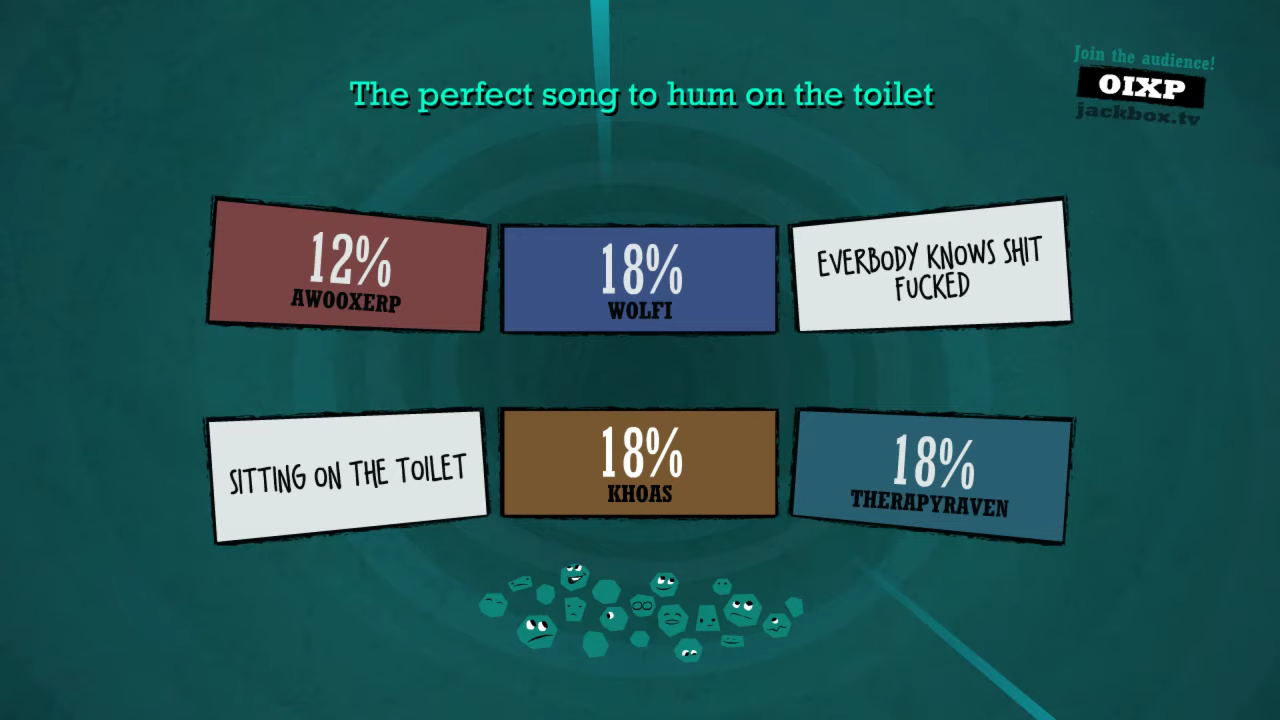 Join the audience!
OIXP
jackbox.tv
The perfect song to hum on the toilet
12%
AWOOXERP
18%
WOLFI
EVERBODY KNOWS SHIT
FUCKED
SITTING ON THE TOILET
18%
KHOAS
18%
THERAPYRAVEN